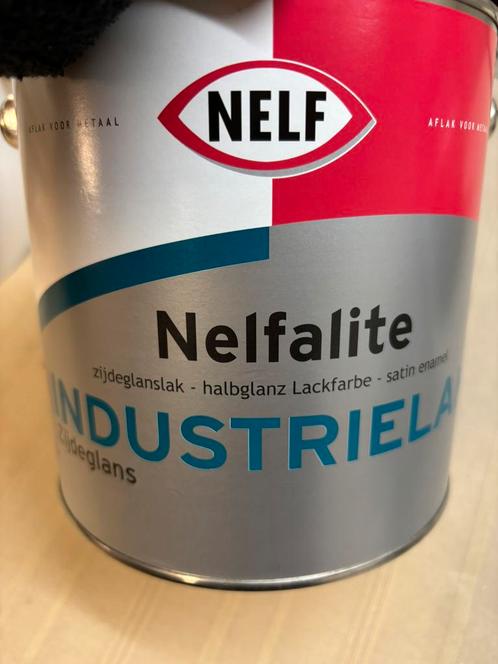 NELF
AFLAK VOOR METAAL
AFLAK VOOR METAAL
Nelfalite
zijdeglanslak - halbglanz Lackfarbe - satin enamel
INDUSTRIELA
Zijdeglans